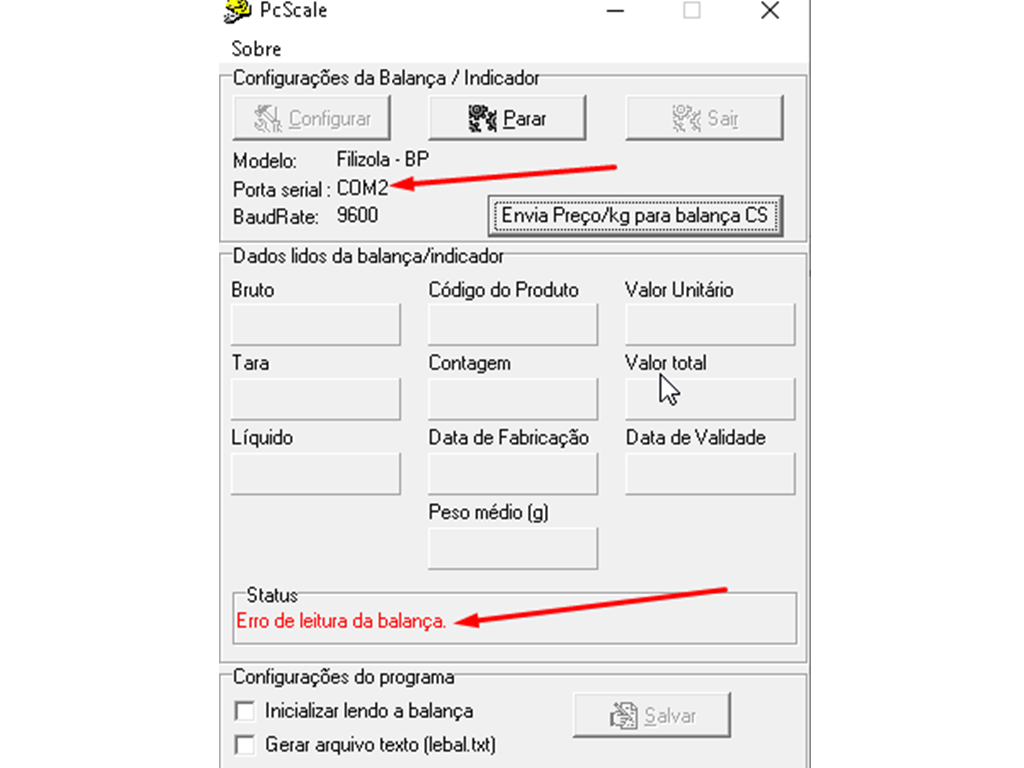 PcScale
Sobre
Configurações da Balança / Indicador
Configurar
Parar
Sair
Modelo: Filizola - BP
Porta serial : COM2
BaudRate: 9600
Envia Preço/kg para balança CS
Dados lidos da balança/indicador
Bruto
Código do Produto
Valor Unitário
Tara
Contagem
Valor total
Líquido
Data de Fabricação
Data de Validade
Peso médio (g)
Status
Erro de leitura da balança.
Configurações do programa
Inicializar lendo a balança
Salvar
Gerar arquivo texto (lebal.txt)